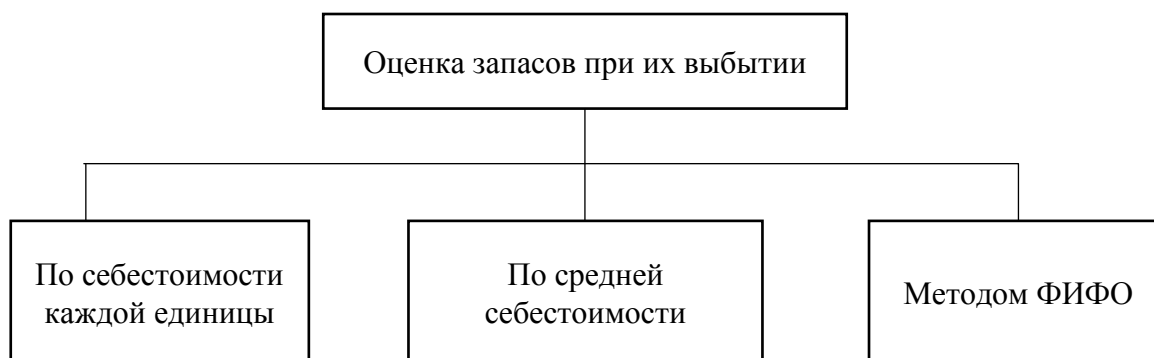 Оценка запасов при их выбытии
По себестоимости
каждой единицы
По средней
себестоимости
Методом ФИФО